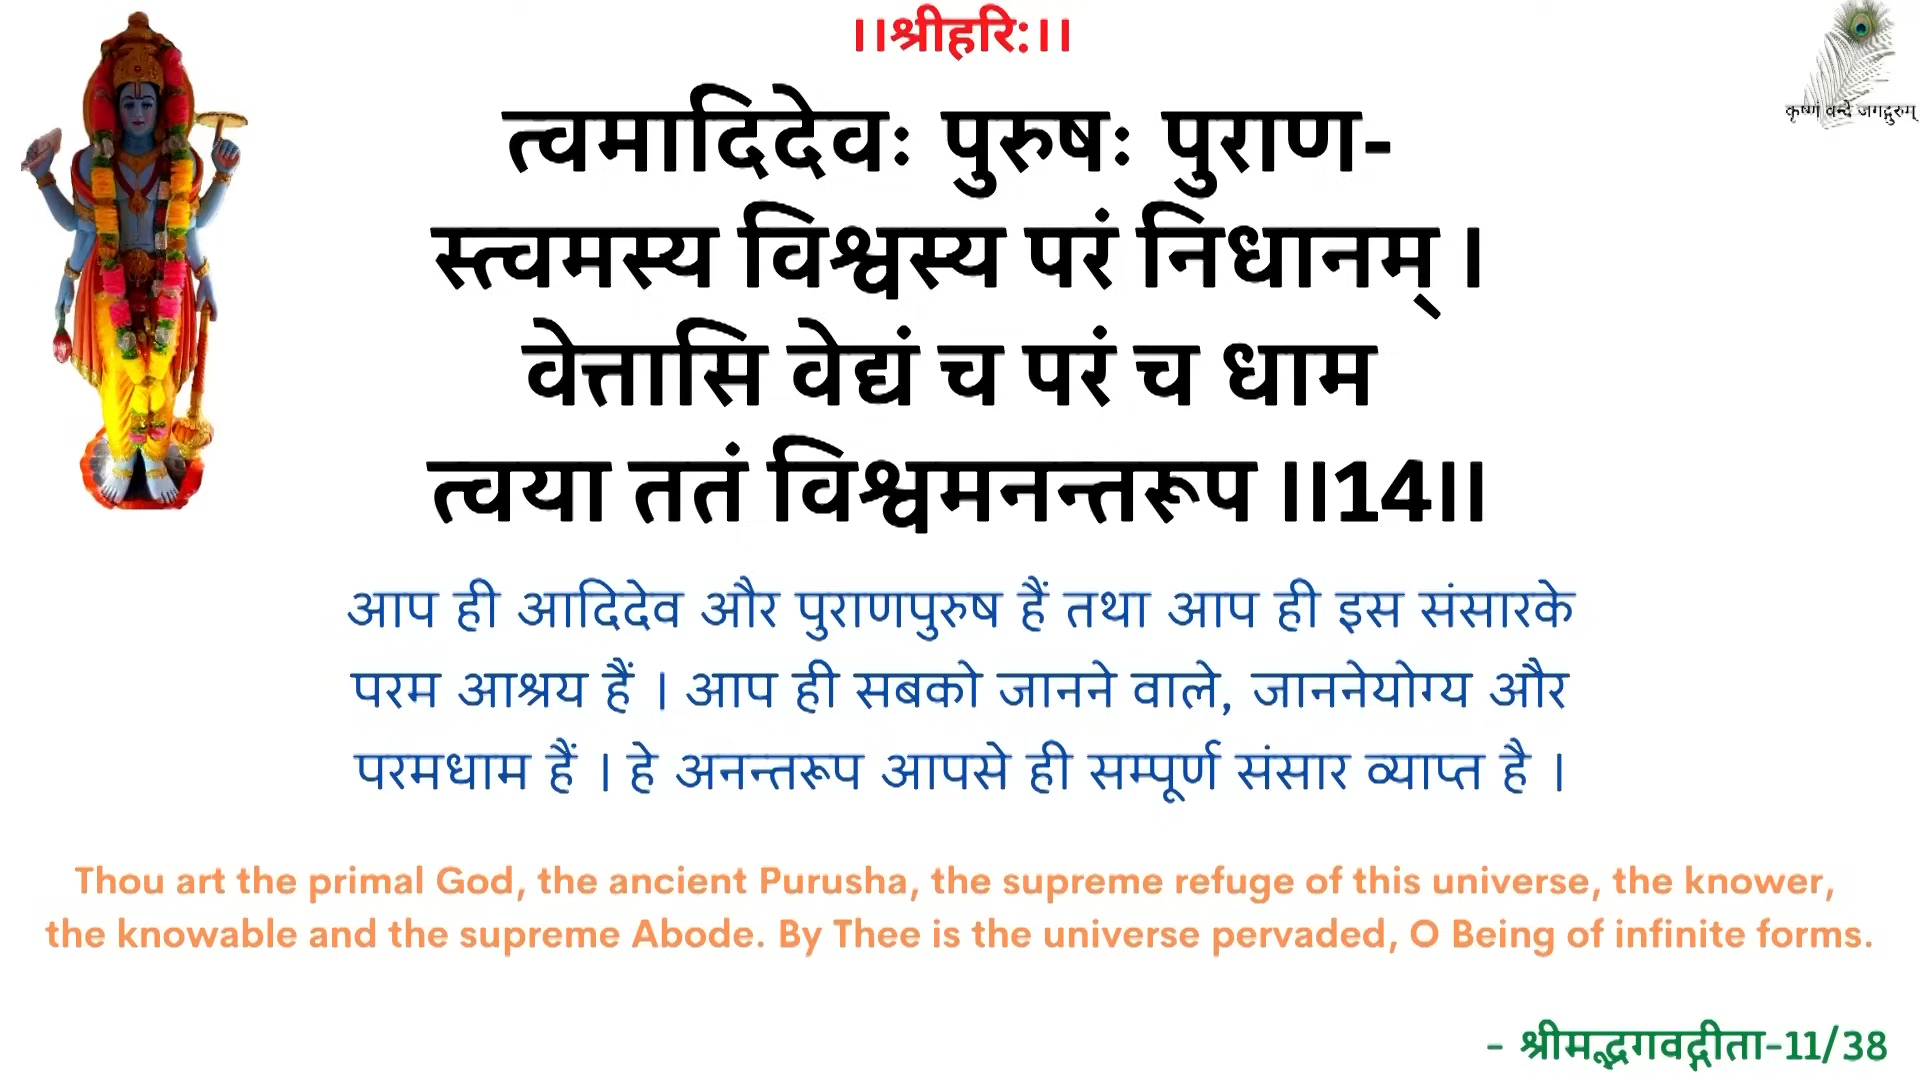 ।।श्रीहरि:।।
कृष्णं वन्दे जगद्गुरुम्
त्वमादिदेवः पुरुषः पुराण-
स्त्वमस्य विश्वस्य परं निधानम् ।
वेत्तासि वेद्यं च परं च धाम
त्वया ततं विश्वमनन्तरूप ।।14।।
आप ही आदिदेव और पुराणपुरुष हैं तथा आप ही इस संसारके
परम आश्रय हैं । आप ही सबको जानने वाले, जाननेयोग्य और
परमधाम हैं । हे अनन्तरूप आपसे ही सम्पूर्ण संसार व्याप्त है ।
Thou art the primal God, the ancient Purusha, the supreme refuge of this universe, the knower,
the knowable and the supreme Abode. By Thee is the universe pervaded, O Being of infinite forms.
- श्रीमद्भगवद्गीता-11/38